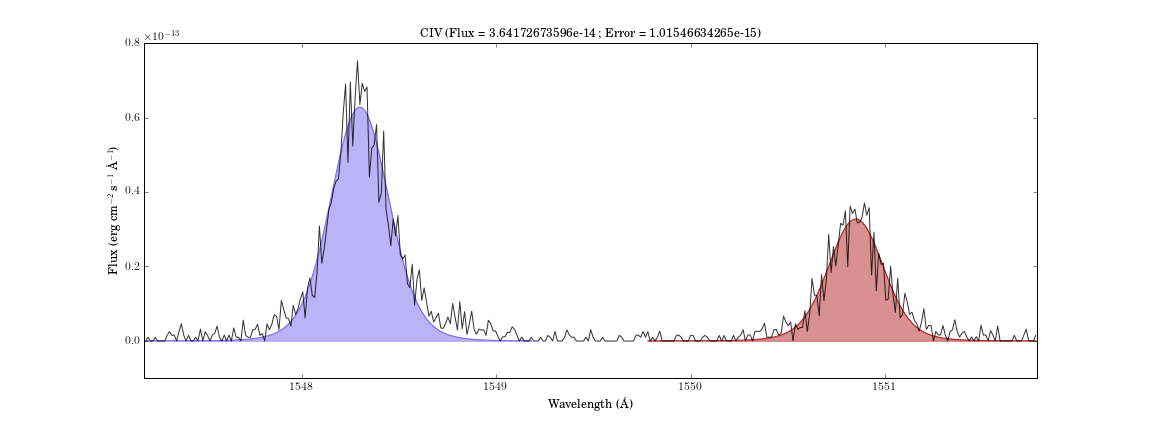 CIV (Flux = 3.64172673596e-14 ; Error = 1.01546634265e-15)
×10⁻¹³
0.8
0.6
0.4
0.2
0.0
Flux (erg cm⁻² s⁻¹ Å⁻¹)
1548 1549 1550 1551
Wavelength (Å)